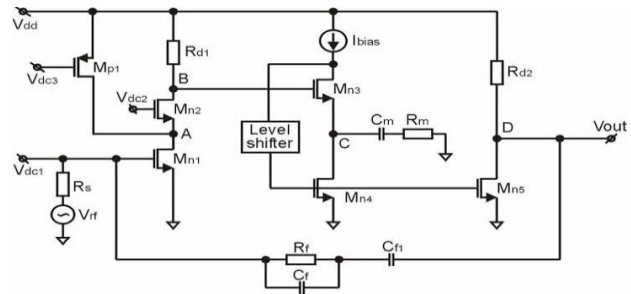 Vdd
Rd1
Ibias
Rd2
Vdc3
Mp1
B
Vdc2
Mn2
Mn3
A
Level
shifter
C
Cm
Rm
D
Vout
Vdc1
Mn1
Mn4
Mn5
Rs
Vrf
Rf
Cf1
Cf